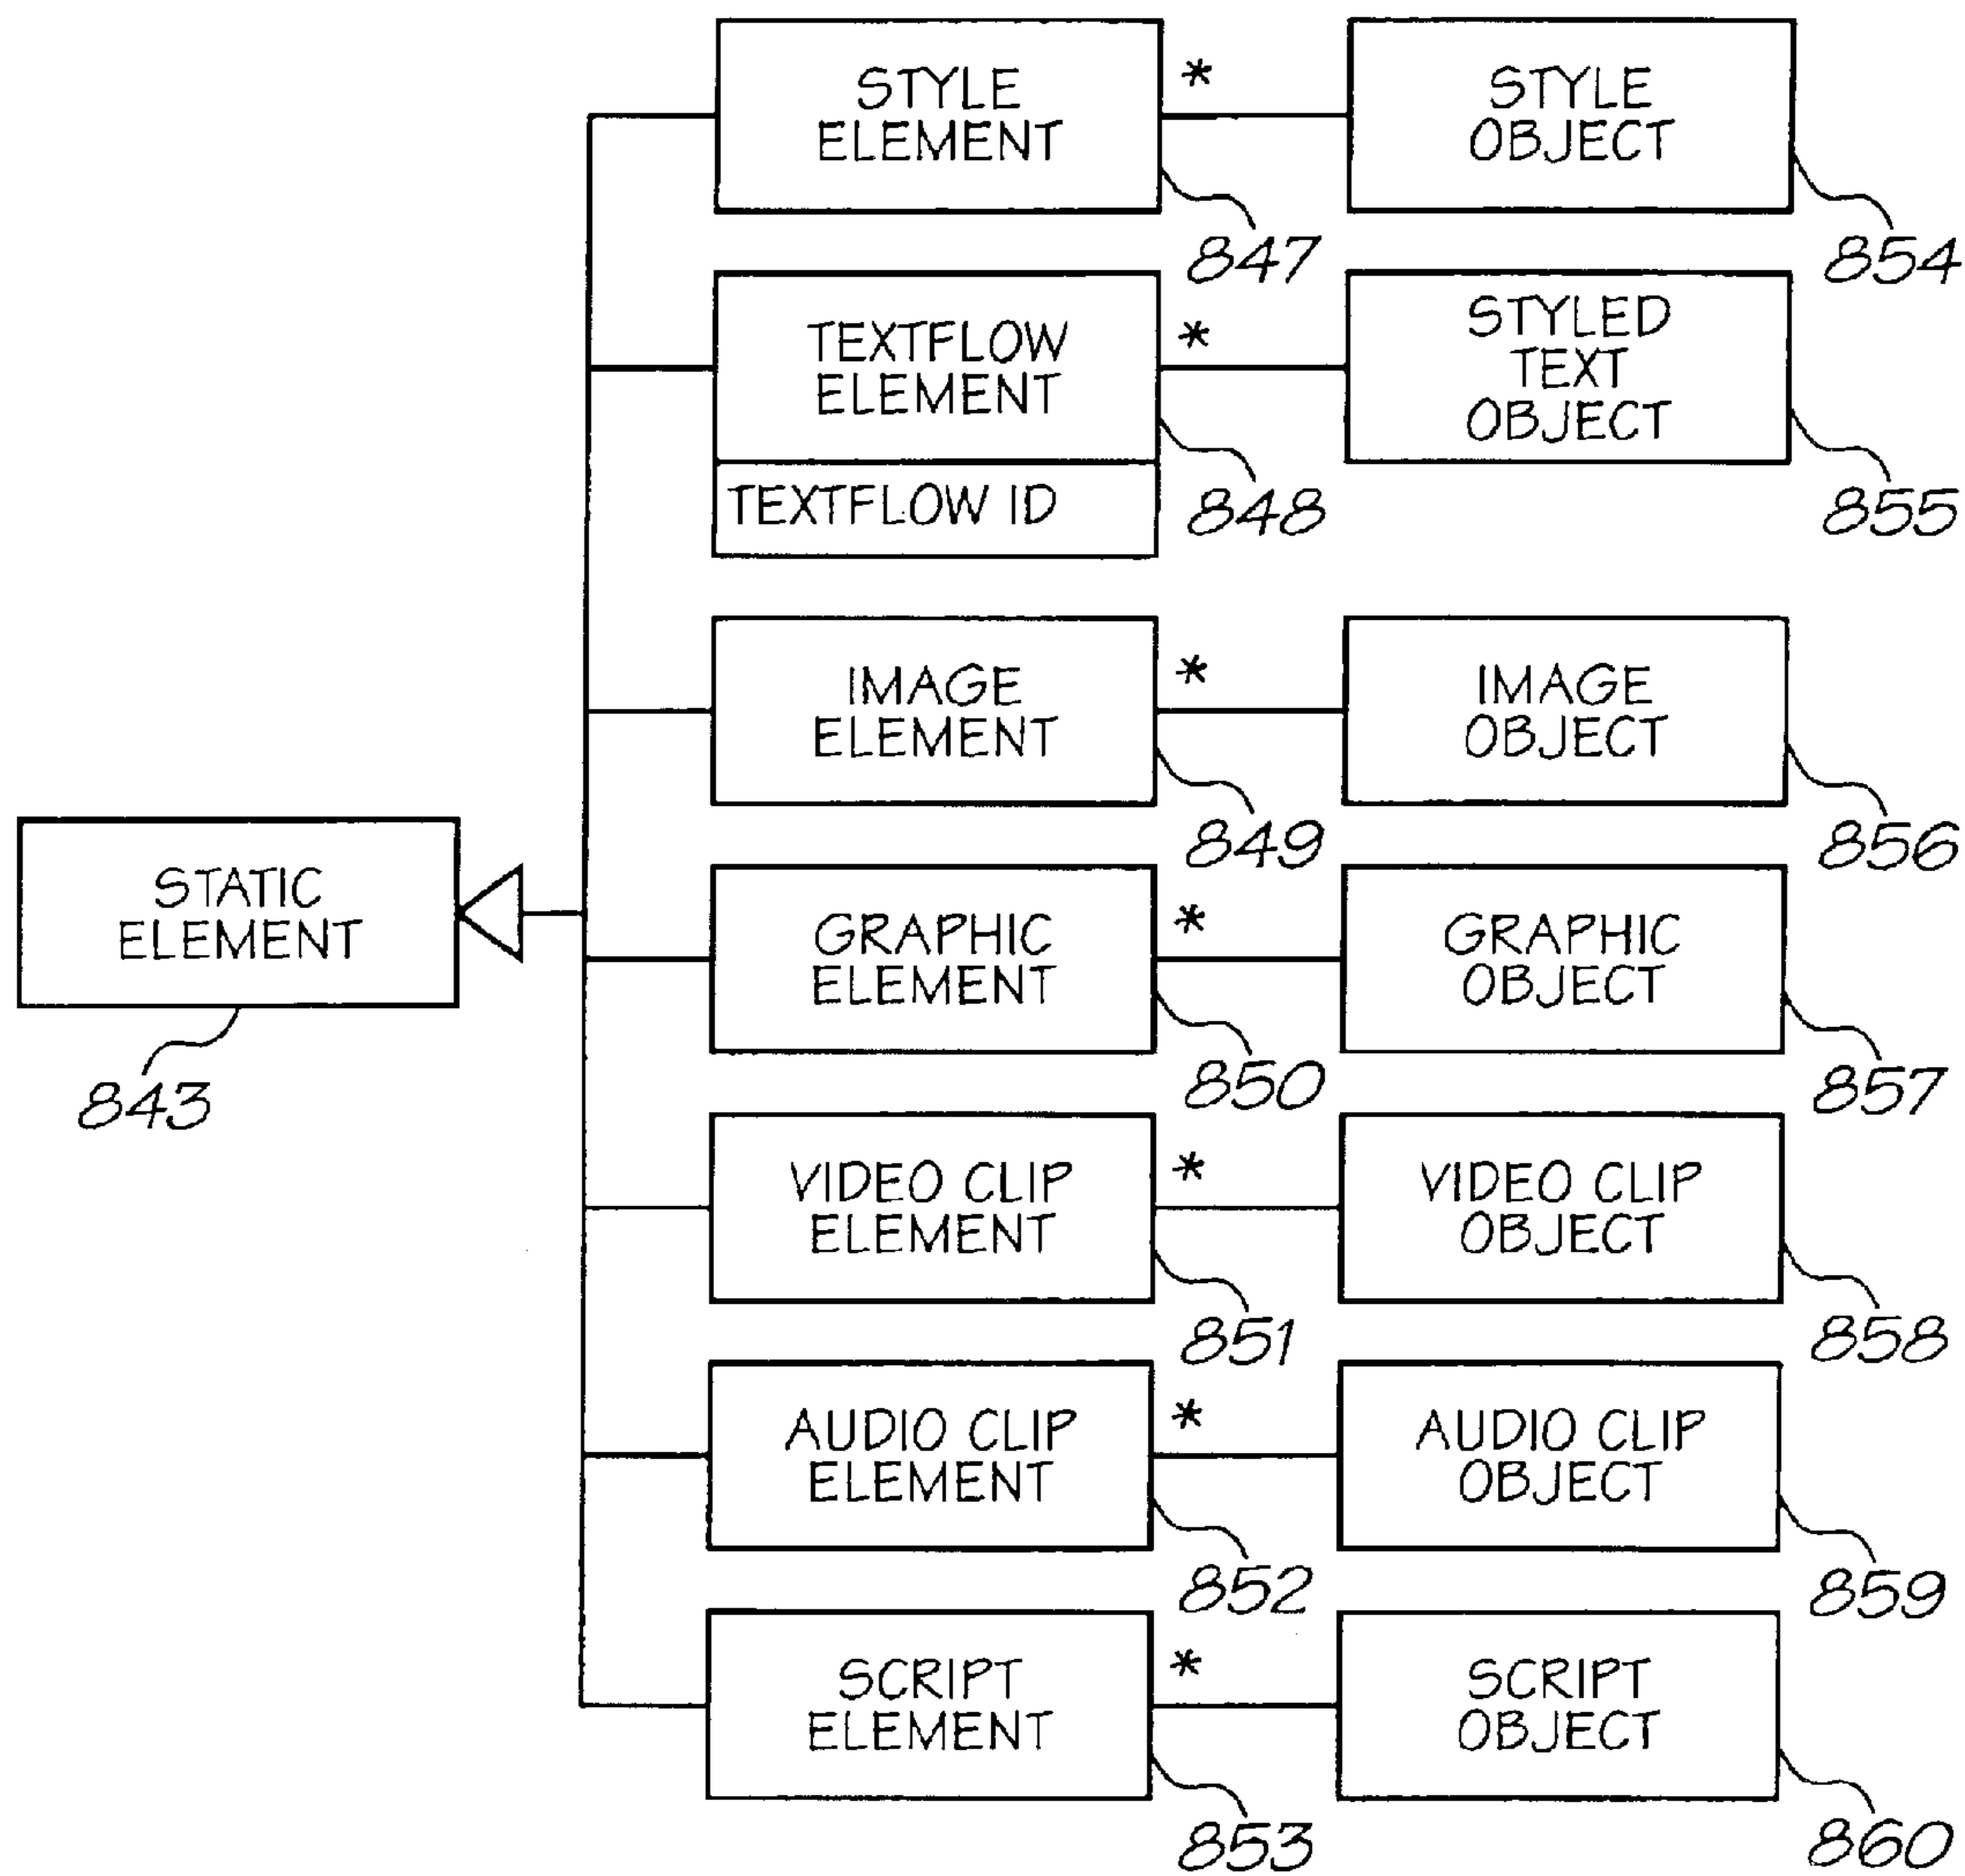 STYLE
ELEMENT
*
STYLE
OBJECT
847
854
TEXTFLOW
ELEMENT
TEXTFLOW ID
*
STYLED
TEXT
OBJECT
848
855
IMAGE
ELEMENT
*
IMAGE
OBJECT
849
856
STATIC
ELEMENT
843
GRAPHIC
ELEMENT
*
GRAPHIC
OBJECT
850
857
VIDEO CLIP
ELEMENT
*
VIDEO CLIP
OBJECT
851
858
AUDIO CLIP
ELEMENT
*
AUDIO CLIP
OBJECT
852
859
SCRIPT
ELEMENT
*
SCRIPT
OBJECT
853
860